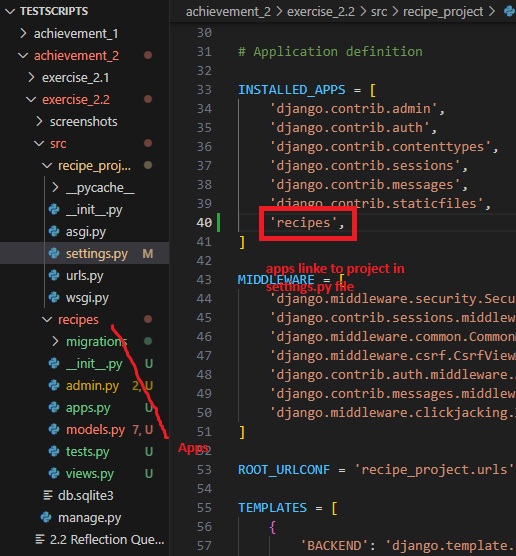 TESTSCRIPTS
achievement_1
achievement_2
exercise_2.1
exercise_2.2
screenshots
src
recipe_proj...
__pycache__
__init__.py
asgi.py
settings.py M
urls.py
wsgi.py
recipes
migrations
__init__.py U
admin.py 2, U
apps.py U
models.py 7, U
tests.py U
views.py U
db.sqlite3
manage.py
2.2 Reflection Que...
Apps
achievement_2 > exercise_2.2 > src > recipe_project >
30
31 # Application definition
32
33 INSTALLED_APPS = [
34 'django.contrib.admin',
35 'django.contrib.auth',
36 'django.contrib.contenttypes',
37 'django.contrib.sessions',
38 'django.contrib.messages',
39 'django.contrib.staticfiles',
40 'recipes',
41 ]
42
apps linke to project in
settings.py file
43 MIDDLEWARE = [
44 'django.middleware.security.Secu
45 'django.contrib.sessions.middlew
46 'django.middleware.common.Common
47 'django.middleware.csrf.CsrfView
48 'django.contrib.auth.middleware.
49 'django.contrib.messages.middlew
50 'django.middleware.clickjacking.
51 ]
52
53 ROOT_URLCONF = 'recipe_project.urls'
54
55 TEMPLATES = [
56 {
57 'BACKEND': 'django.template.